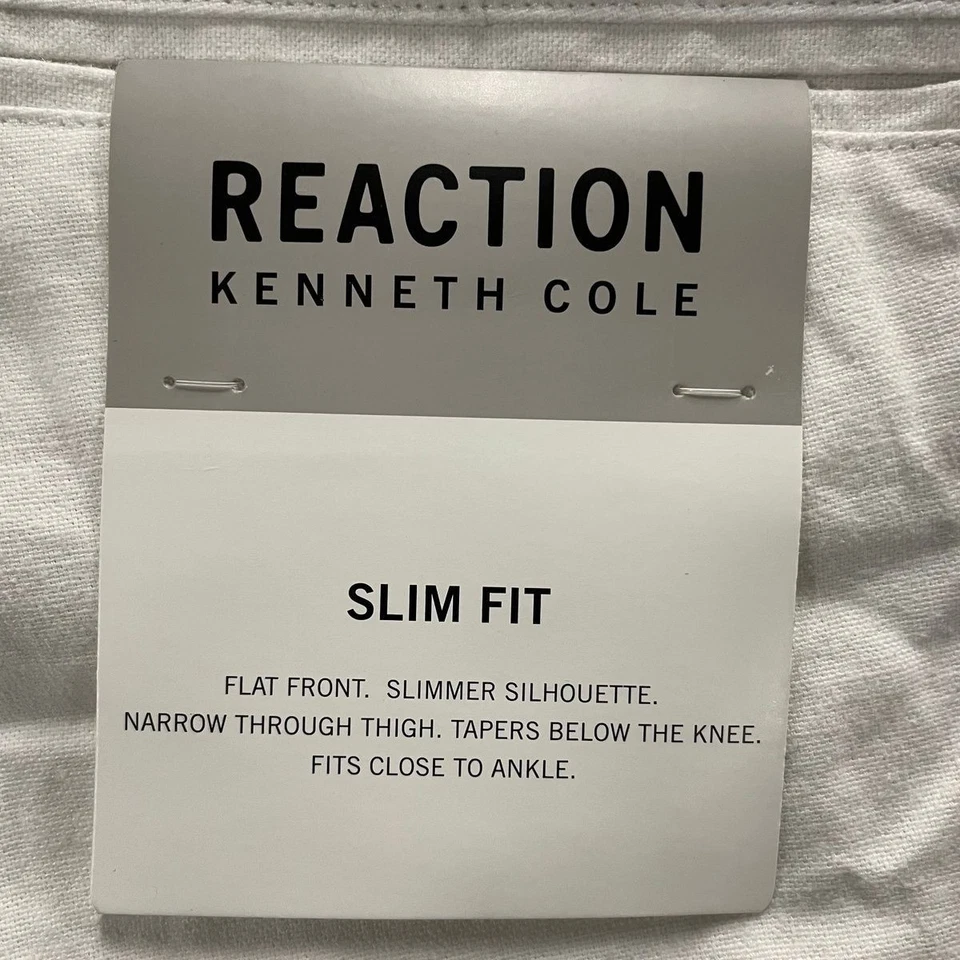 REACTION
KENNETH COLE
SLIM FIT
FLAT FRONT. SLIMMER SILHOUETTE.
NARROW THROUGH THIGH. TAPERS BELOW THE KNEE.
FITS CLOSE TO ANKLE.